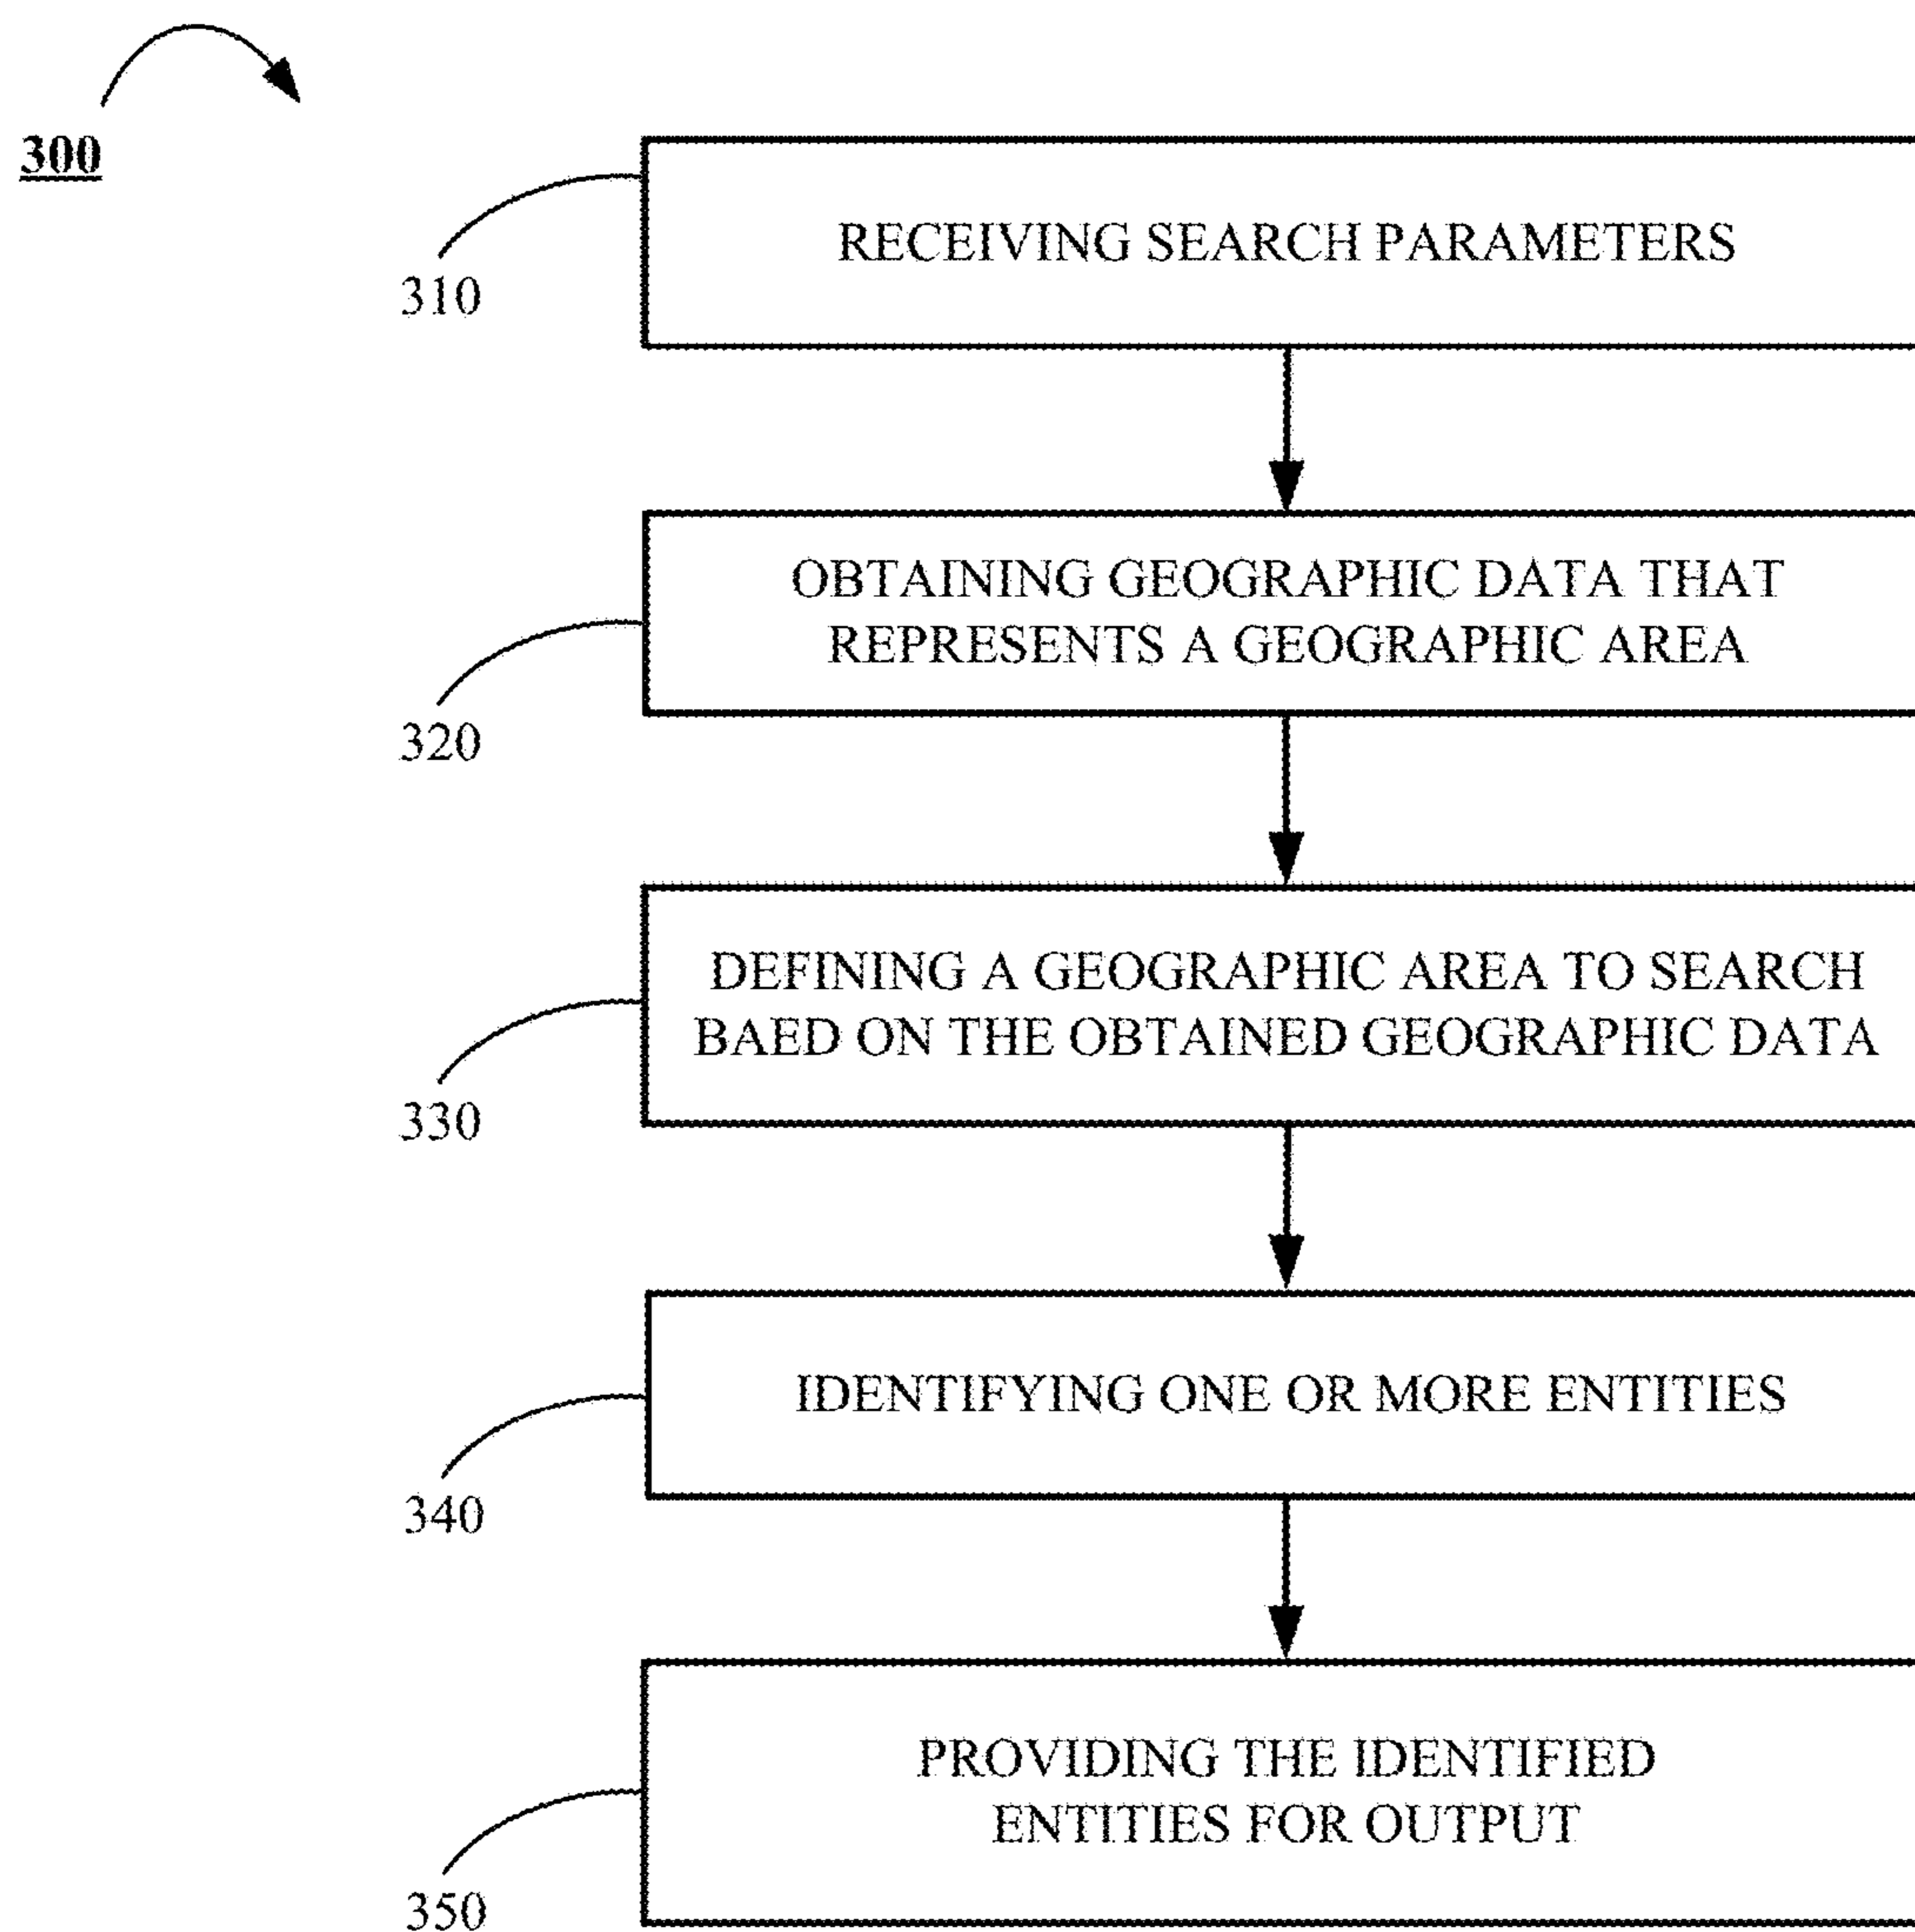 300
RECEIVING SEARCH PARAMETERS
310
OBTAINING GEOGRAPHIC DATA THAT
REPRESENTS A GEOGRAPHIC AREA
320
DEFINING A GEOGRAPHIC AREA TO SEARCH
BAED ON THE OBTAINED GEOGRAPHIC DATA
330
IDENTIFYING ONE OR MORE ENTITIES
340
PROVIDING THE IDENTIFIED
ENTITIES FOR OUTPUT
350